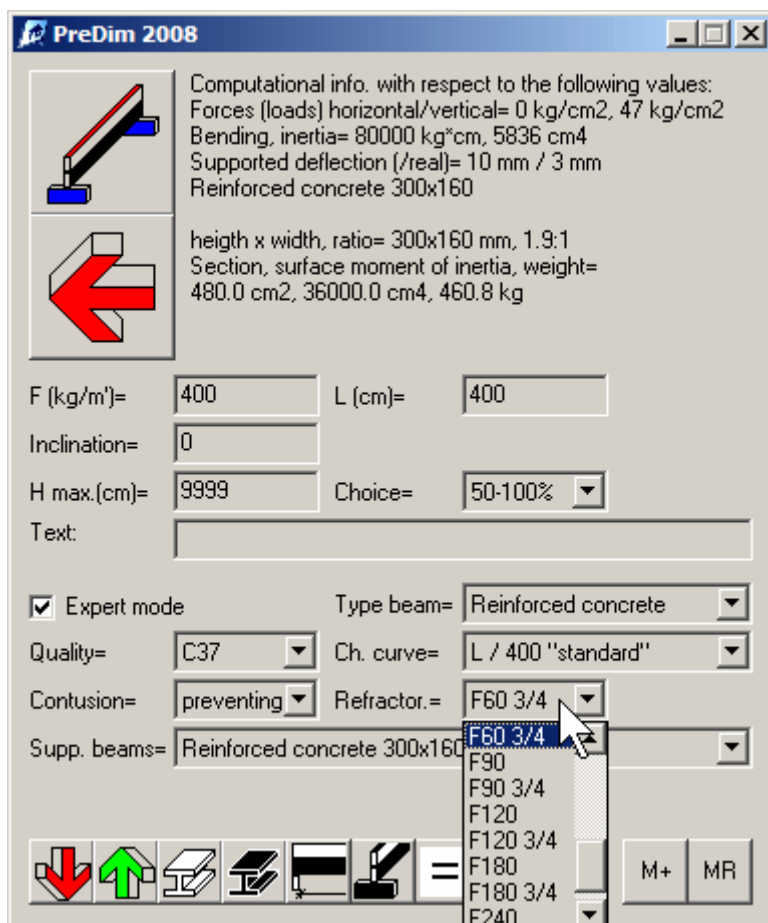 PreDim 2008
Computational info. with respect to the following values:
Forces (loads) horizontal/vertical= 0 kg/cm2, 47 kg/cm2
Bending, inertia= 80000 kg*cm, 5836 cm4
Supported deflection (/real)= 10 mm / 3 mm
Reinforced concrete 300x160
heigth x width, ratio= 300x160 mm, 1.9:1
Section, surface moment of inertia, weight=
480.0 cm2, 36000.0 cm4, 460.8 kg
F (kg/m')= 400 L (cm)= 400
Inclination= 0
H max.(cm)= 9999 Choice= 50-100%
Text:
Expert mode Type beam= Reinforced concrete
Quality= C37 Ch. curve= L / 400 "standard"
Contusion= preventing Refractor.= F60 3/4
Supp. beams= Reinforced concrete 300x160
F60 3/4
F90
F90 3/4
F120
F120 3/4
F180
F180 3/4
F240
= M+ MR